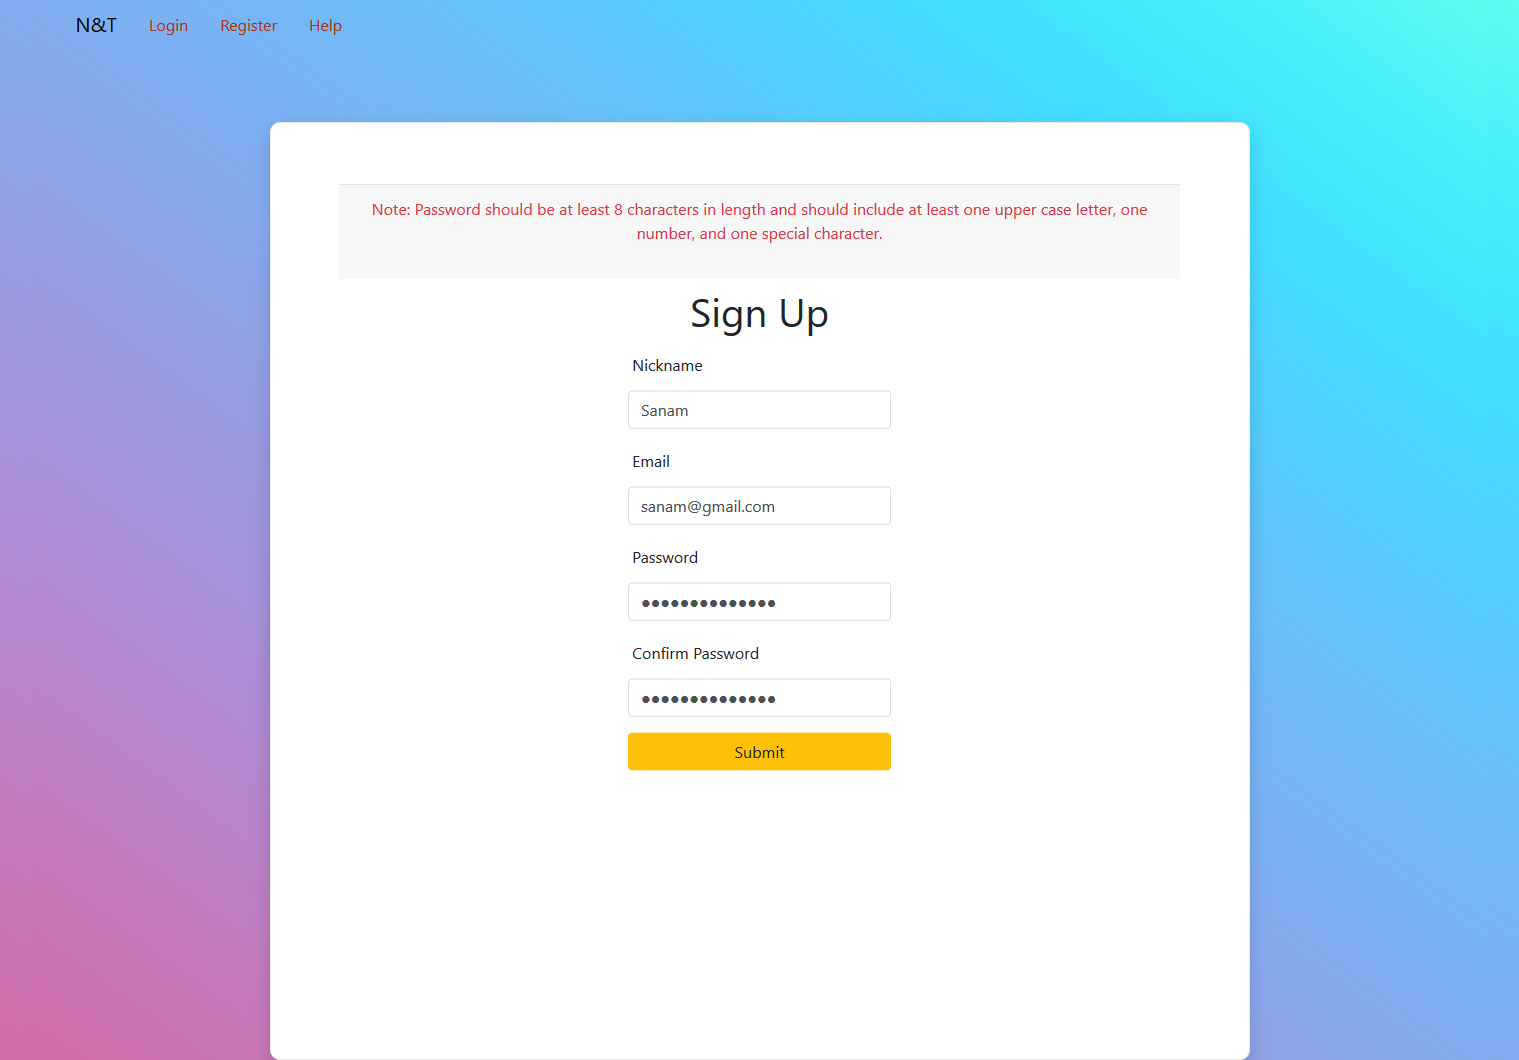 N&T Login Register Help
Note: Password should be at least 8 characters in length and should include at least one upper case letter, one
number, and one special character.
Sign Up
Nickname
Sanam
Email
sanam@gmail.com
Password
●●●●●●●●●●●●●●
Confirm Password
●●●●●●●●●●●●●●
Submit